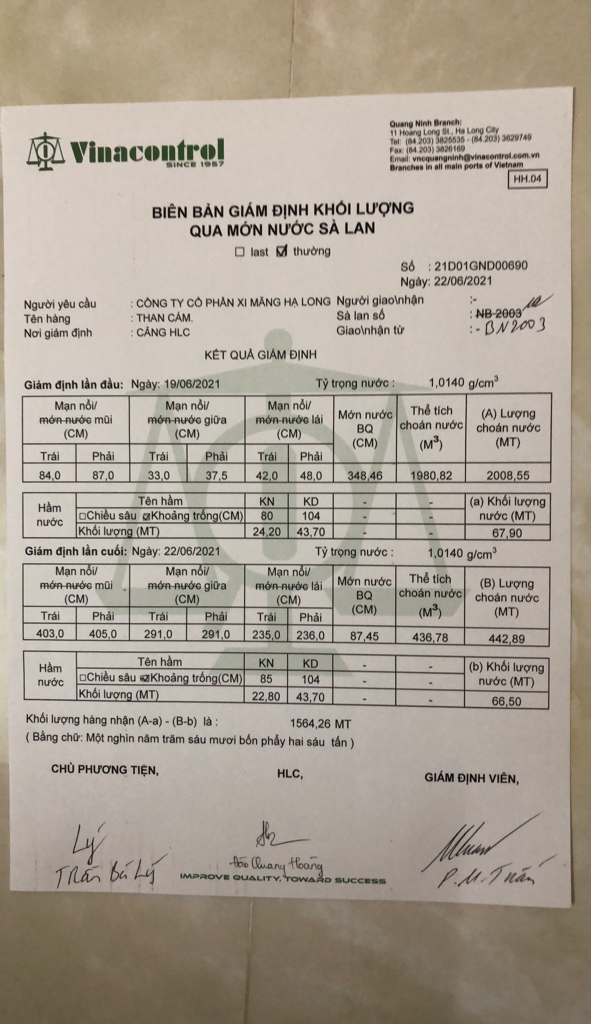 Vinacontrol
SINCE 1957
Quang Ninh Branch:
11 Hoang Long St., Ha Long City
Tel: (84.203) 3825535 - (84.203) 3629749
Fax: (84.203) 3826169
Email: vncquangninh@vinacontrol.com.vn
Branches in all main ports of Vietnam
HH.04
BIÊN BẢN GIÁM ĐỊNH KHỐI LƯỢNG
QUA MỚN NƯỚC SÀ LAN
☐ last ☑ thường
Số : 21D01GND00690
Ngày: 22/06/2021
Người yêu cầu : CÔNG TY CỔ PHẦN XI MĂNG HẠ LONG Người giao\nhận :-
Tên hàng : THAN CÁM. Sà lan số : NB-2003
Nơi giám định : CẢNG HLC Giao\nhận từ :- BN2003
KẾT QUẢ GIÁM ĐỊNH
Giám định lần đầu: Ngày: 19/06/2021 Tỷ trọng nước : 1,0140 g/cm³
Mạn nổi/ món nước mũi (CM) Mạn nổi/ món nước giữa (CM) Mạn nổi/ món nước lái (CM) Mớn nước BQ (CM) Thể tích choán nước (M³) (A) Lượng choán nước (MT)
Trái Phải Trái Phải Trái Phải
84,0 87,0 33,0 37,5 42,0 48,0 348,46 1980,82 2008,55
Hầm nước Tên hầm KN KD - - (a) Khối lượng nước (MT)
☐Chiều sâu ☑Khoảng trống(CM) 80 104 - -
Khối lượng (MT) 24,20 43,70 - - 67,90
Giám định lần cuối: Ngày: 22/06/2021 Tỷ trọng nước : 1,0140 g/cm³
Mạn nổi/ món nước mũi (CM) Mạn nổi/ món nước giữa (CM) Mạn nổi/ món nước lái (CM) Mớn nước BQ (CM) Thể tích choán nước (M³) (B) Lượng choán nước (MT)
Trái Phải Trái Phải Trái Phải
403,0 405,0 291,0 291,0 235,0 236,0 87,45 436,78 442,89
Hầm nước Tên hầm KN KD - - (b) Khối lượng nước (MT)
☐Chiều sâu ☑Khoảng trống(CM) 85 104 - -
Khối lượng (MT) 22,80 43,70 - - 66,50
Khối lượng hàng nhận (A-a) - (B-b) là : 1564,26 MT
( Bằng chữ: Một nghìn năm trăm sáu mươi bốn phẩy hai sáu tấn )
CHỦ PHƯƠNG TIỆN, HLC, GIÁM ĐỊNH VIÊN,
Lý
Trần Bá Lý
Đào Quang Hoàng
P.M.Tuấn
IMPROVE QUALITY, TOWARD SUCCESS